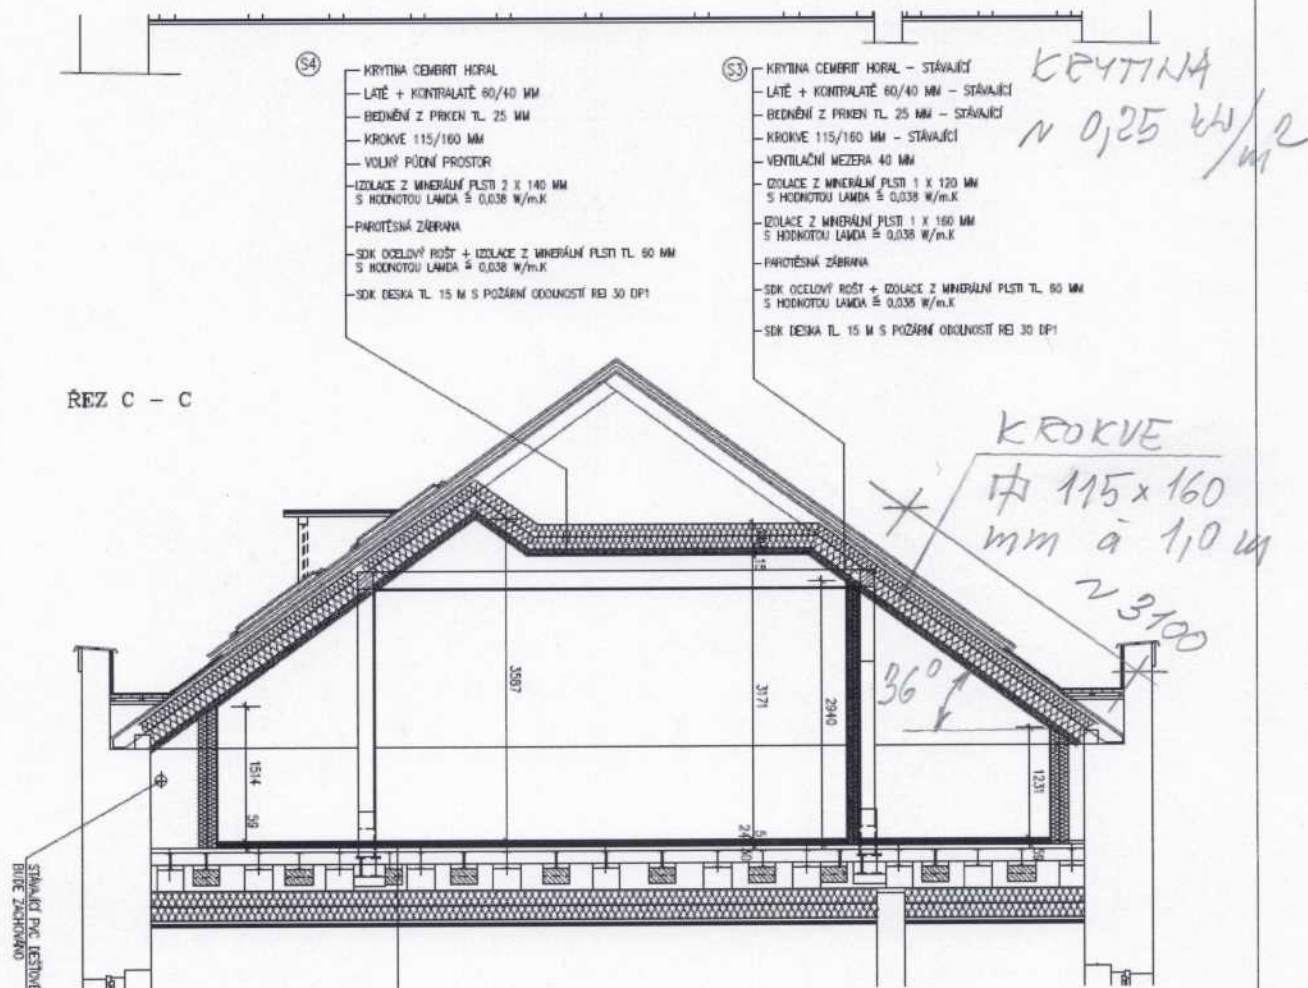 S4
KRYTINA CEMBRIT HORAL
LATĚ + KONTRALATĚ 60/40 MM
BEDNĚNÍ Z PRKEN TL. 25 MM
KROKVE 115/160 MM
VOLNÝ PŮDNÍ PROSTOR
IZOLACE Z MINERÁLNÍ PLSTI 2 X 140 MM
S HODNOTOU LAMDA ≦ 0,038 W/m.K
PAROTĚSNÁ ZÁBRANA
SDK OCELOVÝ ROŠT + IZOLACE Z MINERÁLNÍ PLSTI TL. 60 MM
S HODNOTOU LAMDA ≦ 0,038 W/m.K
SDK DESKA TL. 15 M S POŽÁRNÍ ODOLNOSTÍ REI 30 DP1
S3
KRYTINA CEMBRIT HORAL - STÁVAJÍCÍ
LATĚ + KONTRALATĚ 60/40 MM - STÁVAJÍCÍ
BEDNĚNÍ Z PRKEN TL. 25 MM - STÁVAJÍCÍ
KROKVE 115/160 MM - STÁVAJÍCÍ
VENTILAČNÍ MEZERA 40 MM
IZOLACE Z MINERÁLNÍ PLSTI 1 X 120 MM
S HODNOTOU LAMDA ≦ 0,038 W/m.K
IZOLACE Z MINERÁLNÍ PLSTI 1 X 160 MM
S HODNOTOU LAMDA ≦ 0,038 W/m.K
PAROTĚSNÁ ZÁBRANA
SDK OCELOVÝ ROŠT + IZOLACE Z MINERÁLNÍ PLSTI TL. 60 MM
S HODNOTOU LAMDA ≦ 0,038 W/m.K
SDK DESKA TL. 15 M S POŽÁRNÍ ODOLNOSTÍ REI 30 DP1
KRYTINA
~ 0,25 kN/m2
ŘEZ C - C
KROKVE
115 x 160
mm á 1,0 m
~ 3100
36°
3587
3171
2940
1514
59
1231
STÁVAJÍCÍ PVC DEŠŤOVÉ
BUDE ZACHOVÁNO